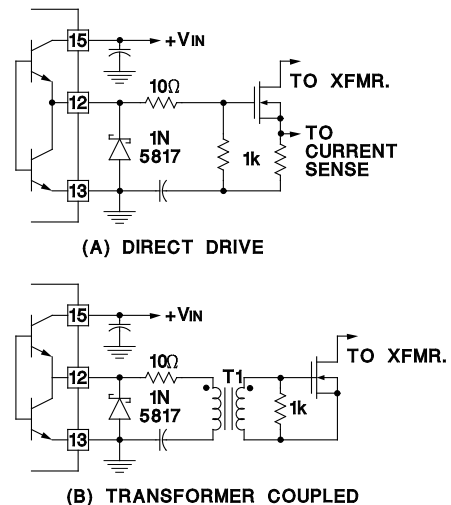 15
+VIN
TO XFMR.
10Ω
12
TO
CURRENT
SENSE
1N
5817
1k
13
(A) DIRECT DRIVE
15
+VIN
TO XFMR.
10Ω
T1
12
1N
5817
1k
13
(B) TRANSFORMER COUPLED